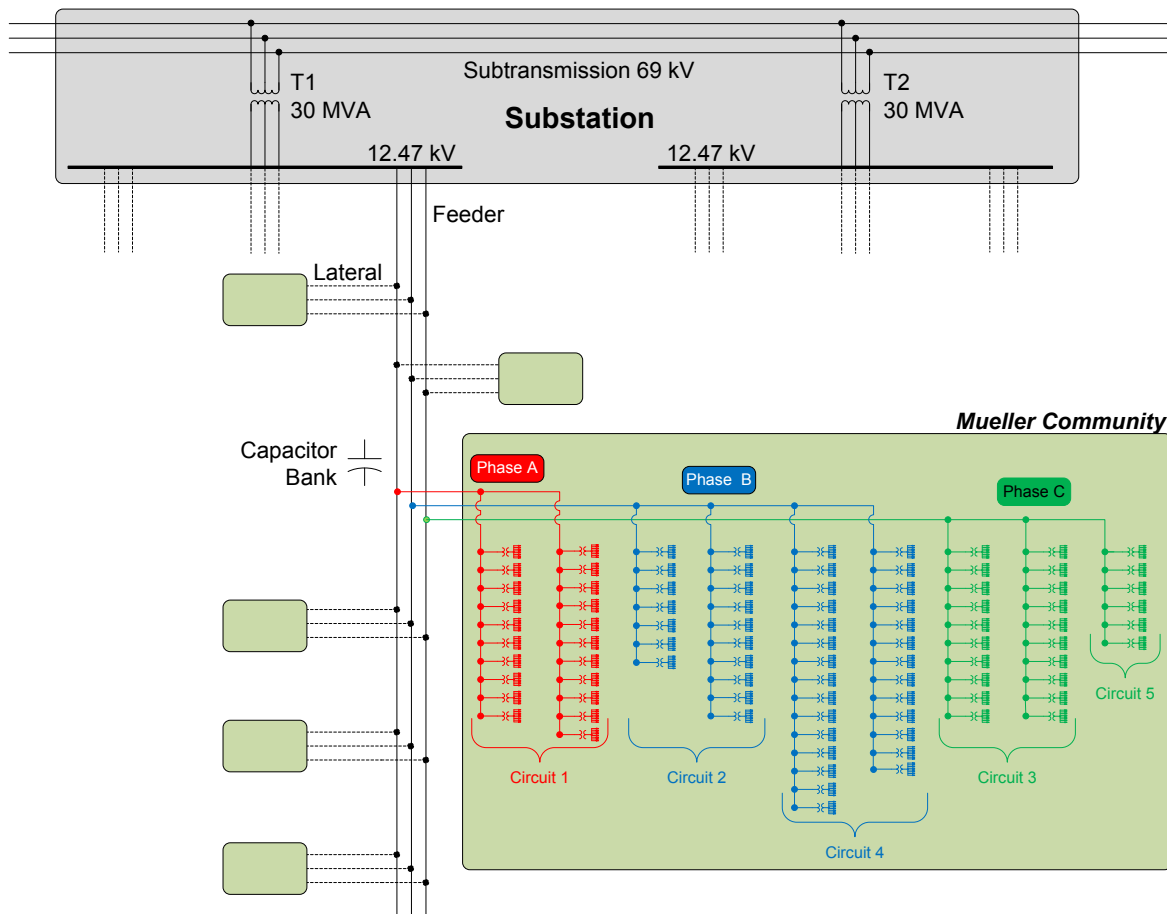 Subtransmission 69 kV
T1
30 MVA
T2
30 MVA
Substation
12.47 kV
12.47 kV
Feeder
Lateral
Mueller Community
Capacitor
Bank
Phase A
Phase  B
Phase C
Circuit 5
Circuit 1
Circuit 2
Circuit 3
Circuit 4